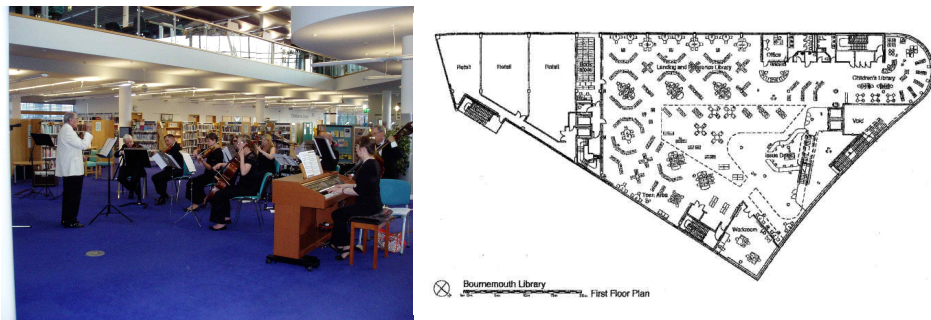 Retail
Retail
Retail
Lending and Reference Library
Office
Children's Library
Void
Issue Desk
Teen Area
Workroom
Bournemouth Library
First Floor Plan